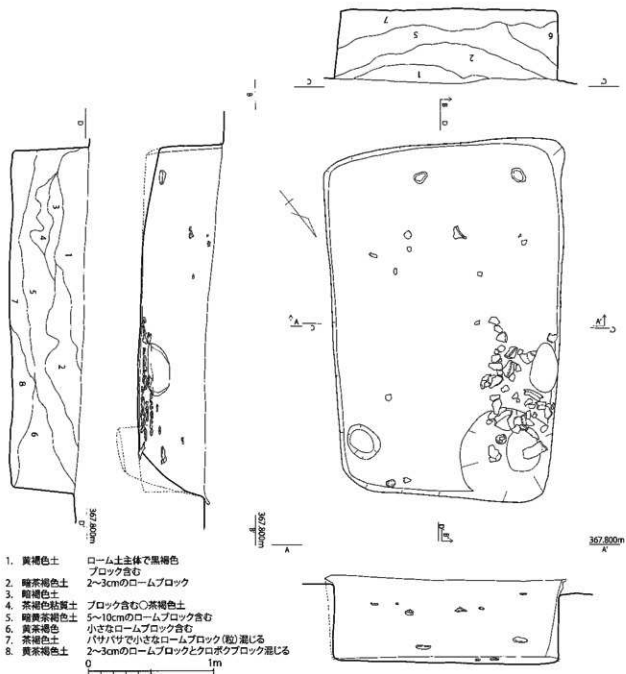 7
5
6
2
1
C
C
B
D
B
D
3
4
1
7
5
2
8
6
A
C
A'
C
D'
367.800m
B'
367.800m
A
367.800m
A'
1. 黄褐色土 ローム土主体で黒褐色
ブロック含む
2. 暗茶褐色土 2～3cmのロームブロック
3. 暗褐色土
4. 茶褐色粘質土 ブロック含む〇茶褐色土
5. 暗黄茶褐色土 5～10cmのロームブロック含む
6. 黄茶褐色 小さなロームブロック含む
7. 茶褐色土 バサバサで小さなロームブロック(粒)混じる
8. 黄茶褐色土 2～3cmのロームブロックとクロボクブロック混じる
0 1m